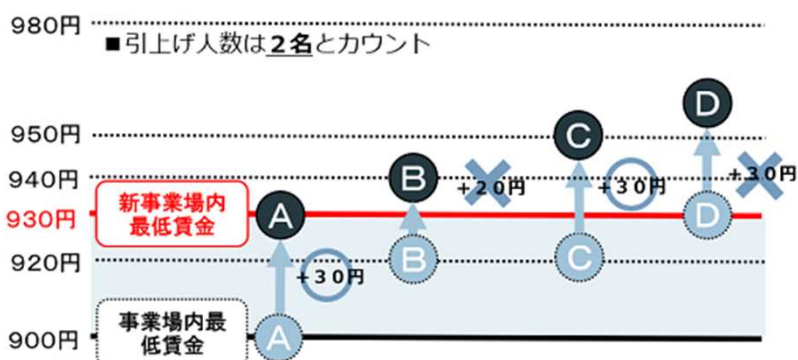 980円
■引上げ人数は2名とカウント
950円
940円
930円
920円
900円
新事業場内
最低賃金
事業場内最
低賃金
A
A
+30円
B
B
+20円
C
C
+30円
D
D
+30円